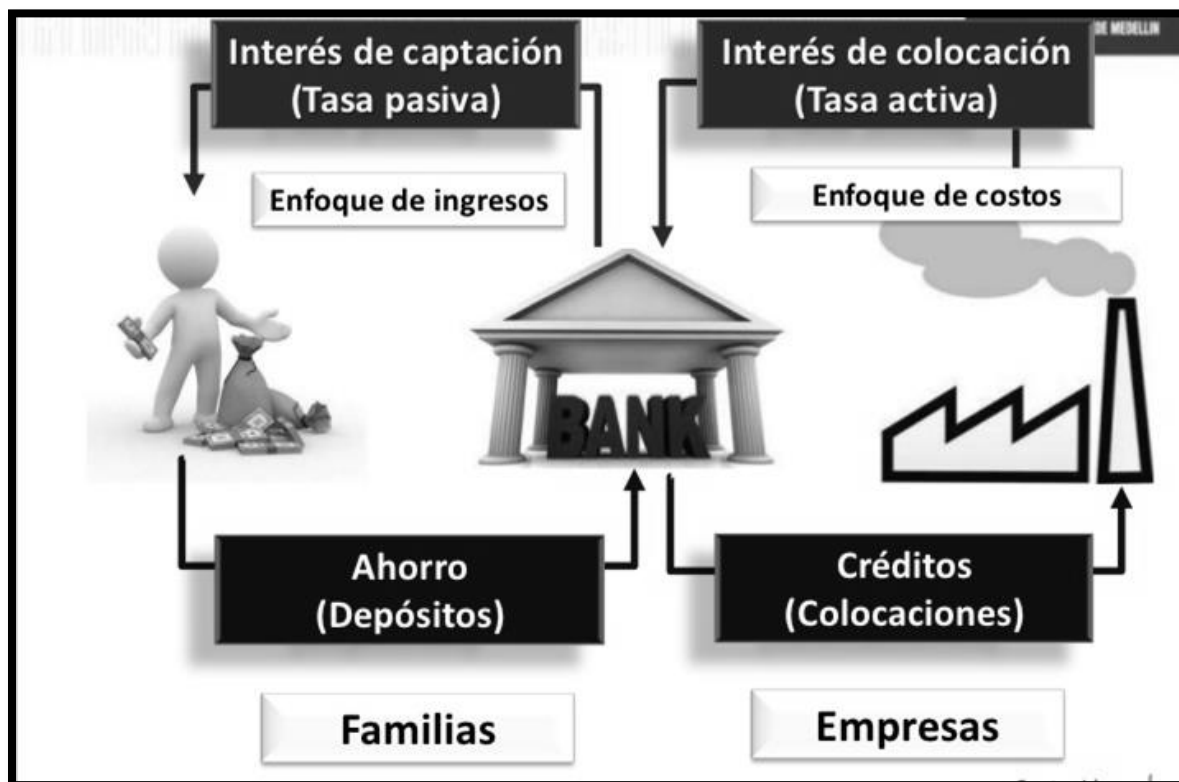 DE MEDELLIN
Interés de captación
(Tasa pasiva)
Interés de colocación
(Tasa activa)
Enfoque de ingresos
Enfoque de costos
BANK
Ahorro
(Depósitos)
Créditos
(Colocaciones)
Familias
Empresas